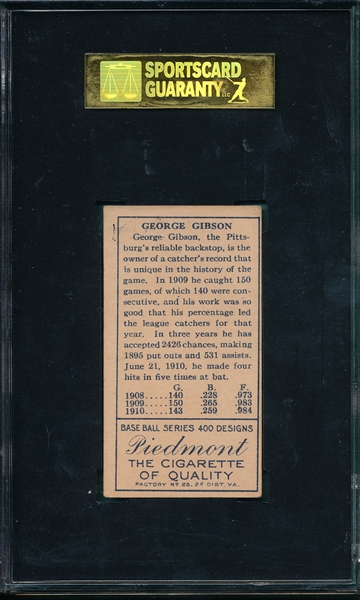 SPORTSCARD
GUARANTY LLC
GEORGE GIBSON
George Gibson, the Pitts-
burg's reliable backstop, is the
owner of a catcher's record that
is unique in the history of the
game. In 1909 he caught 150
games, of which 140 were con-
secutive, and his work was so
good that his percentage led
the league catchers for that
year. In three years he has
accepted 2426 chances, making
1895 put outs and 531 assists.
June 21, 1910, he made four
hits in five times at bat.
G. B. F.
1908.....140 .228 .973
1909.....150 .265 .983
1910.....143 .259 .984
BASE BALL SERIES 400 DESIGNS
Piedmont
THE CIGARETTE
OF QUALITY
FACTORY Nº 25, 2ᵈ DIST. VA.